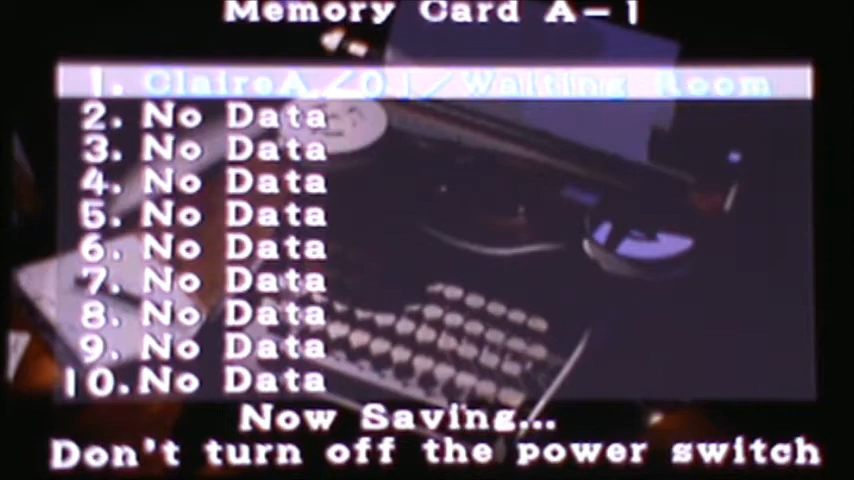 Memory Card A-1
1. ClaireA /01/Waiting Room
2. No Data
3. No Data
4. No Data
5. No Data
6. No Data
7. No Data
8. No Data
9. No Data
10. No Data
Now Saving...
Don't turn off the power switch